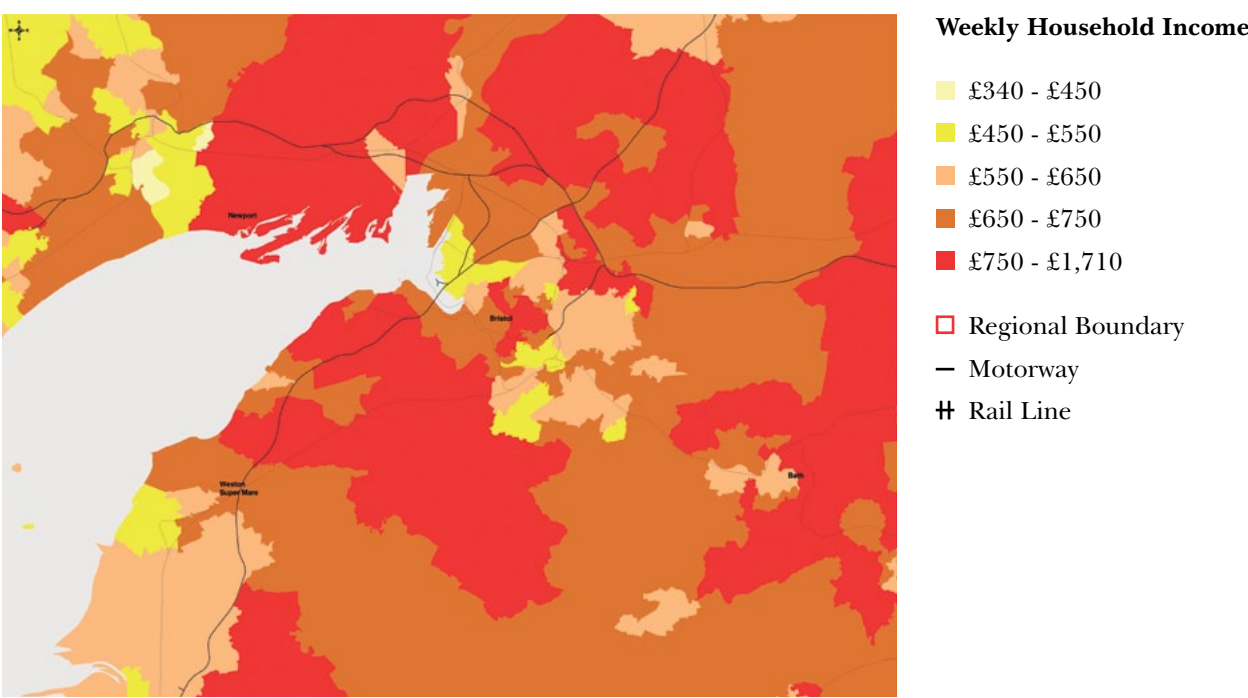 Weekly Household Income
£340 - £450
£450 - £550
£550 - £650
£650 - £750
£750 - £1,710
Regional Boundary
Motorway
Rail Line
Newport
Bristol
Weston
Super Mare
Bath